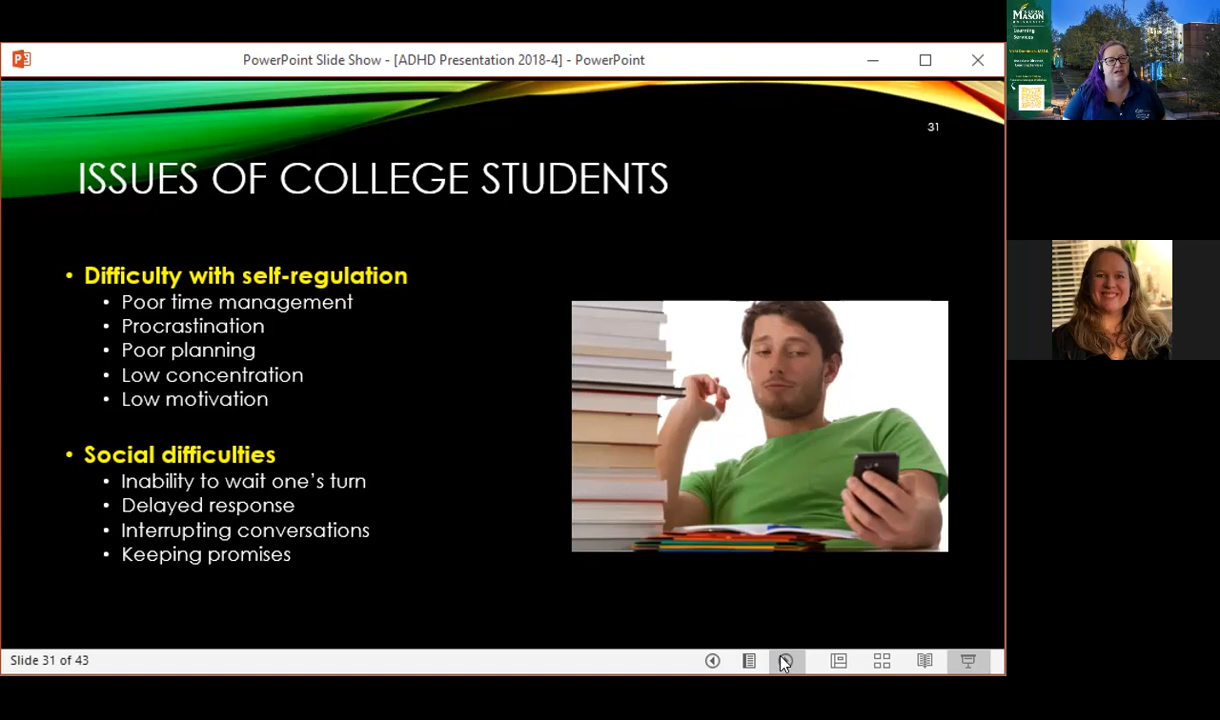 PowerPoint Slide Show - [ADHD Presentation 2018-4] - PowerPoint
31
ISSUES OF COLLEGE STUDENTS
• Difficulty with self-regulation
• Poor time management
• Procrastination
• Poor planning
• Low concentration
• Low motivation
• Social difficulties
• Inability to wait one's turn
• Delayed response
• Interrupting conversations
• Keeping promises
Slide 31 of 43
MASON
Learning
Services